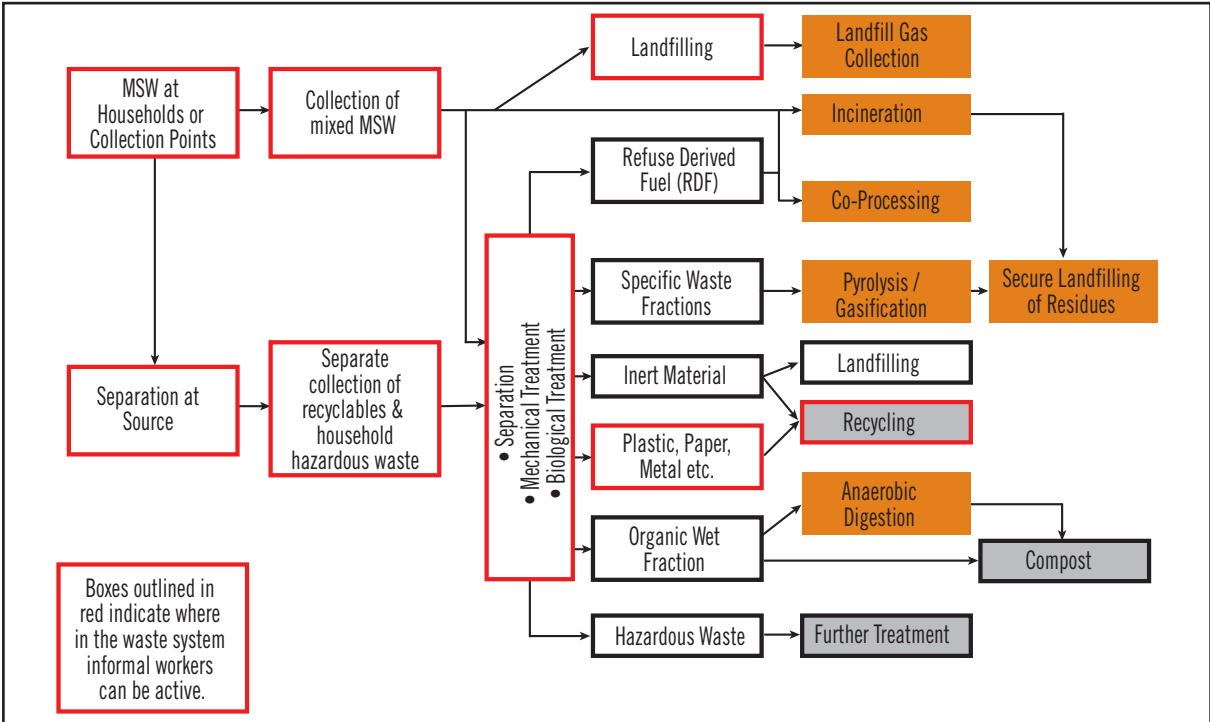 MSW at
Households or
Collection Points
Collection of
mixed MSW
Landfilling
Landfill Gas
Collection
Incineration
Refuse Derived
Fuel (RDF)
Co-Processing
• Separation
• Mechanical Treatment
• Biological Treatment
Specific Waste
Fractions
Pyrolysis /
Gasification
Secure Landfilling
of Residues
Separation at
Source
Separate
collection of
recyclables &
household
hazardous waste
Inert Material
Landfilling
Recycling
Plastic, Paper,
Metal etc.
Organic Wet
Fraction
Anaerobic
Digestion
Compost
Hazardous Waste
Further Treatment
Boxes outlined in
red indicate where
in the waste system
informal workers
can be active.